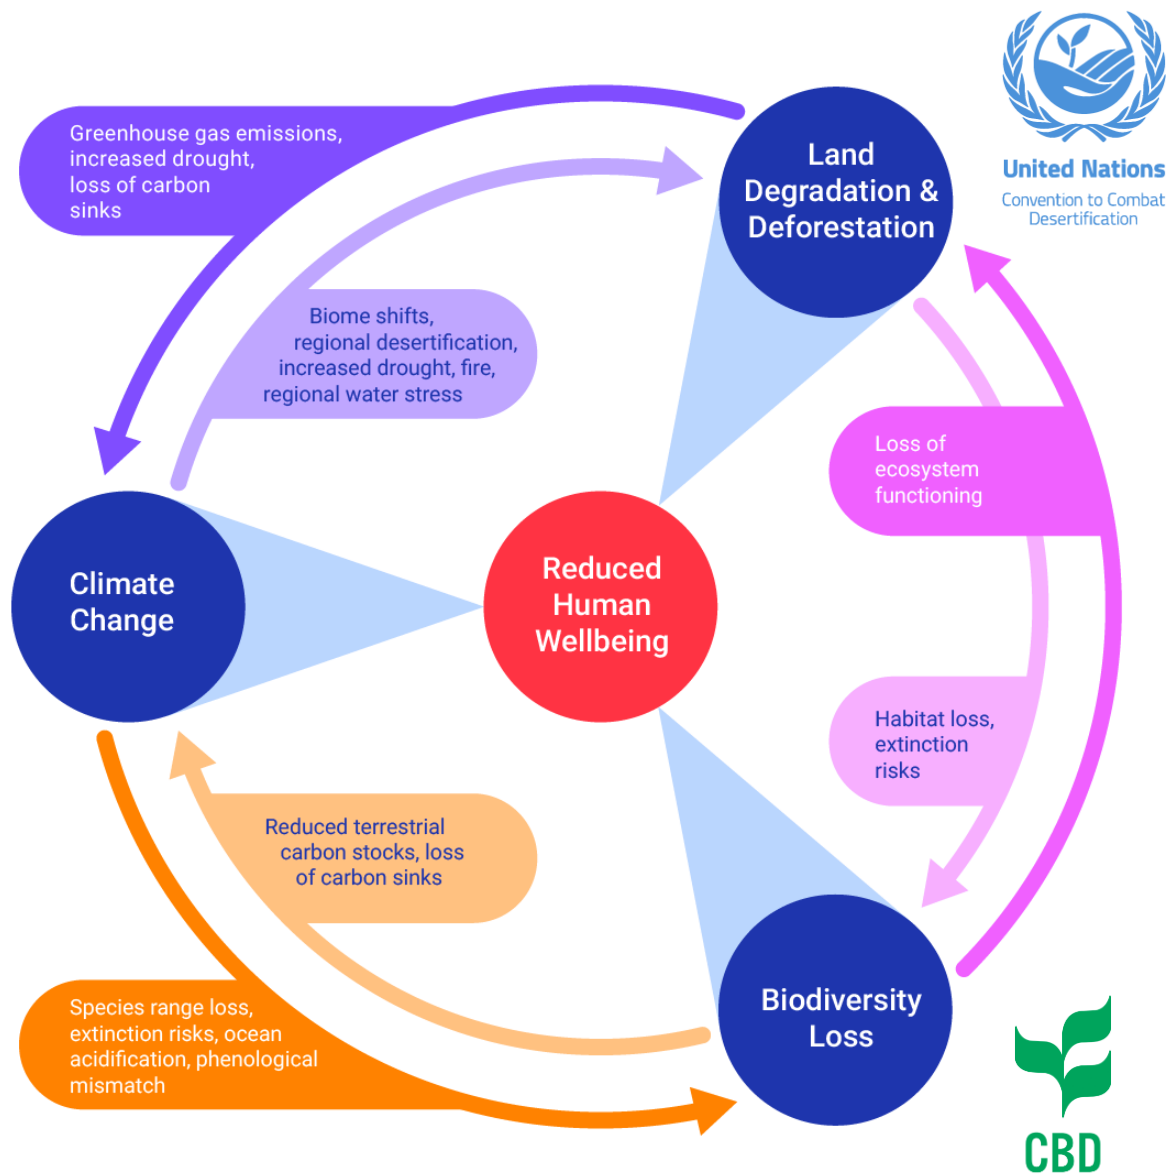 United Nations
Convention to Combat
Desertification
Land
Degradation &
Deforestation
Greenhouse gas emissions,
increased drought,
loss of carbon
sinks
Biome shifts,
regional desertification,
increased drought, fire,
regional water stress
Loss of
ecosystem
functioning
Climate
Change
Reduced
Human
Wellbeing
Habitat loss,
extinction
risks
Reduced terrestrial
carbon stocks, loss
of carbon sinks
Species range loss,
extinction risks, ocean
acidification, phenological
mismatch
Biodiversity
Loss
CBD